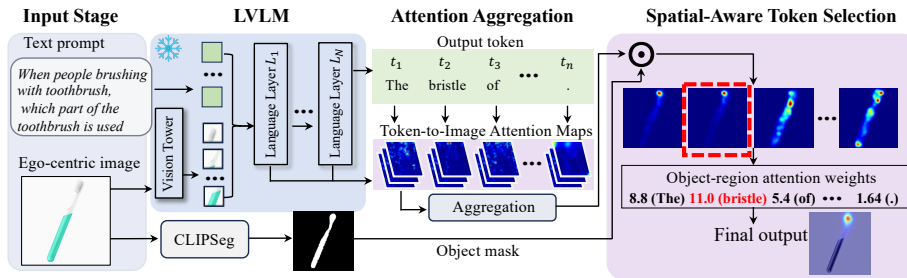 Input Stage
Text prompt
When people brushing
with toothbrush,
which part of the
toothbrush is used
Ego-centric image
LVLM
Vision Tower
Language Layer L₁
Language Layer L_N
CLIPSeg
Attention Aggregation
Output token
t₁ t₂ t₃ ••• tₙ
The bristle of .
Token-to-Image Attention Maps
Aggregation
Object mask
Spatial-Aware Token Selection
Object-region attention weights
8.8 (The) 11.0 (bristle) 5.4 (of) ••• 1.64 (.)
Final output